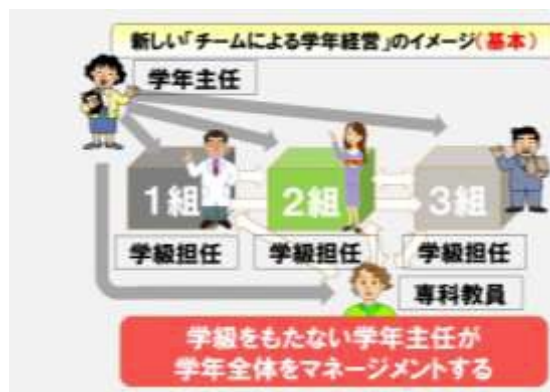 新しい「チームによる学年経営」のイメージ(基本)
学年主任
1組
2組
3組
学級担任
学級担任
学級担任
専科教員
学級をもたない学年主任が
学年全体をマネージメントする